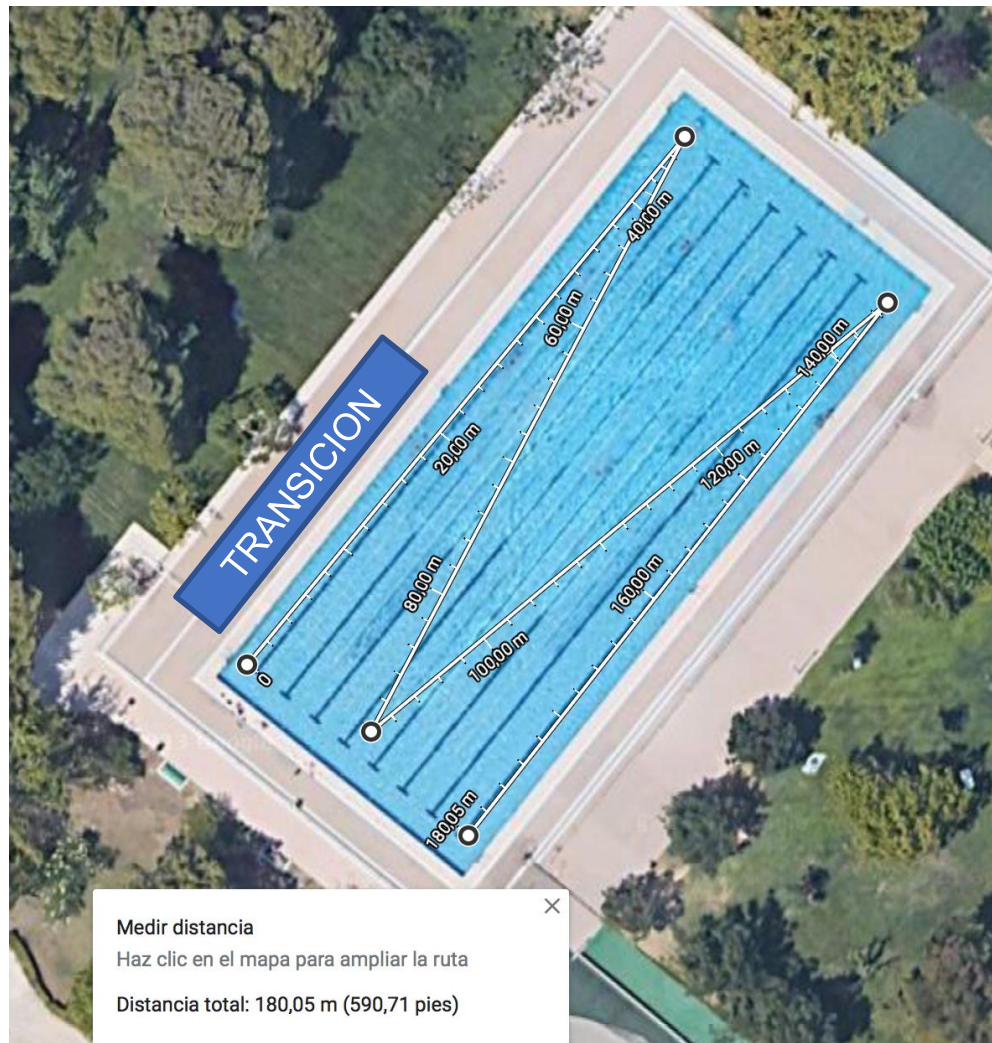 40,00 m
60,00 m
140,00 m
20,00 m
TRANSICION
120,00 m
80,00 m
160,00 m
100,00 m
0
180,05 m
Medir distancia
Haz clic en el mapa para ampliar la ruta
Distancia total: 180,05 m (590,71 pies)